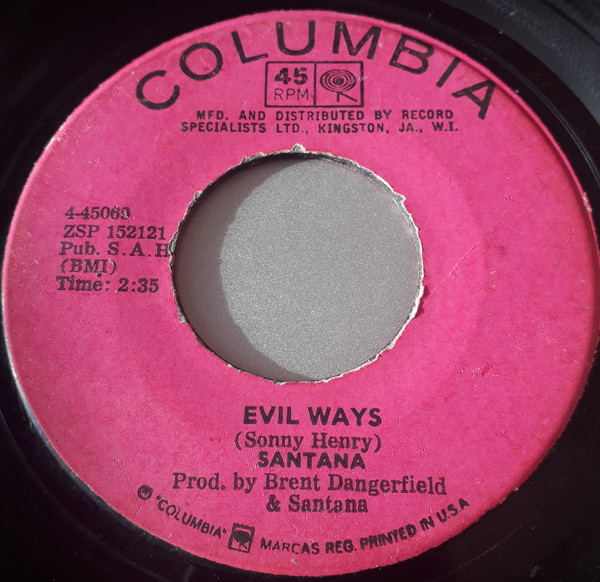 COLUMBIA
45
RPM
MFD. AND DISTRIBUTED BY RECORD
SPECIALISTS LTD., KINGSTON, JA., W.I.
4-45069
ZSP 152121
Pub. S.A.H
(BMI)
Time: 2:35
EVIL WAYS
(Sonny Henry)
SANTANA
Prod. by Brent Dangerfield
& Santana
"COLUMBIA" MARCAS REG. PRINTED IN U.S.A